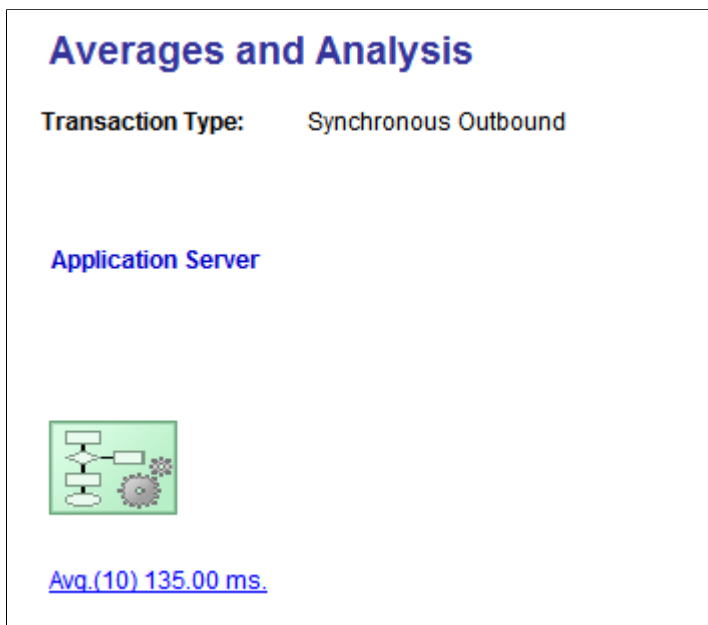 Averages and Analysis
Transaction Type: Synchronous Outbound
Application Server
Avg.(10) 135.00 ms.